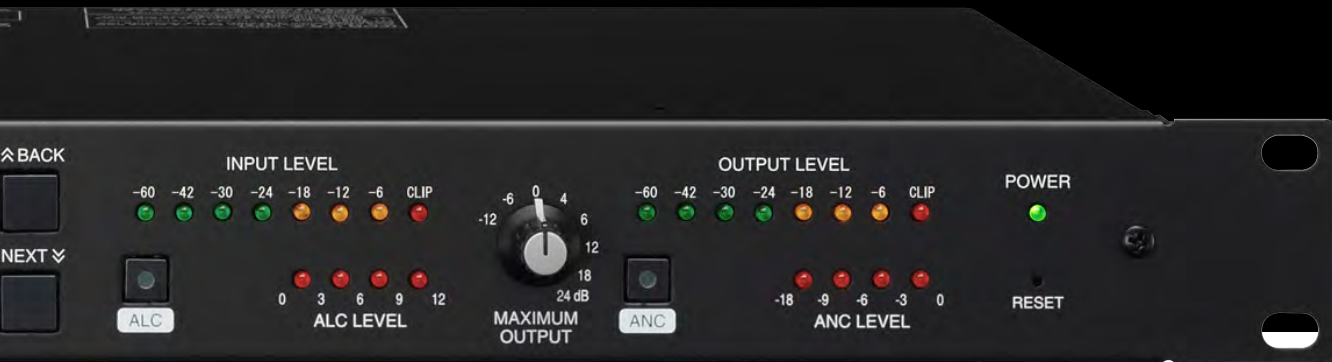 BACK
INPUT LEVEL
-60 -42 -30 -24 -18 -12 -6 CLIP
NEXT
ALC
0 3 6 9 12
ALC LEVEL
-12 -6 0 4 6 12 18 24 dB
MAXIMUM
OUTPUT
OUTPUT LEVEL
-60 -42 -30 -24 -18 -12 -6 CLIP
ANC
-18 -9 -6 -3 0
ANC LEVEL
POWER
RESET